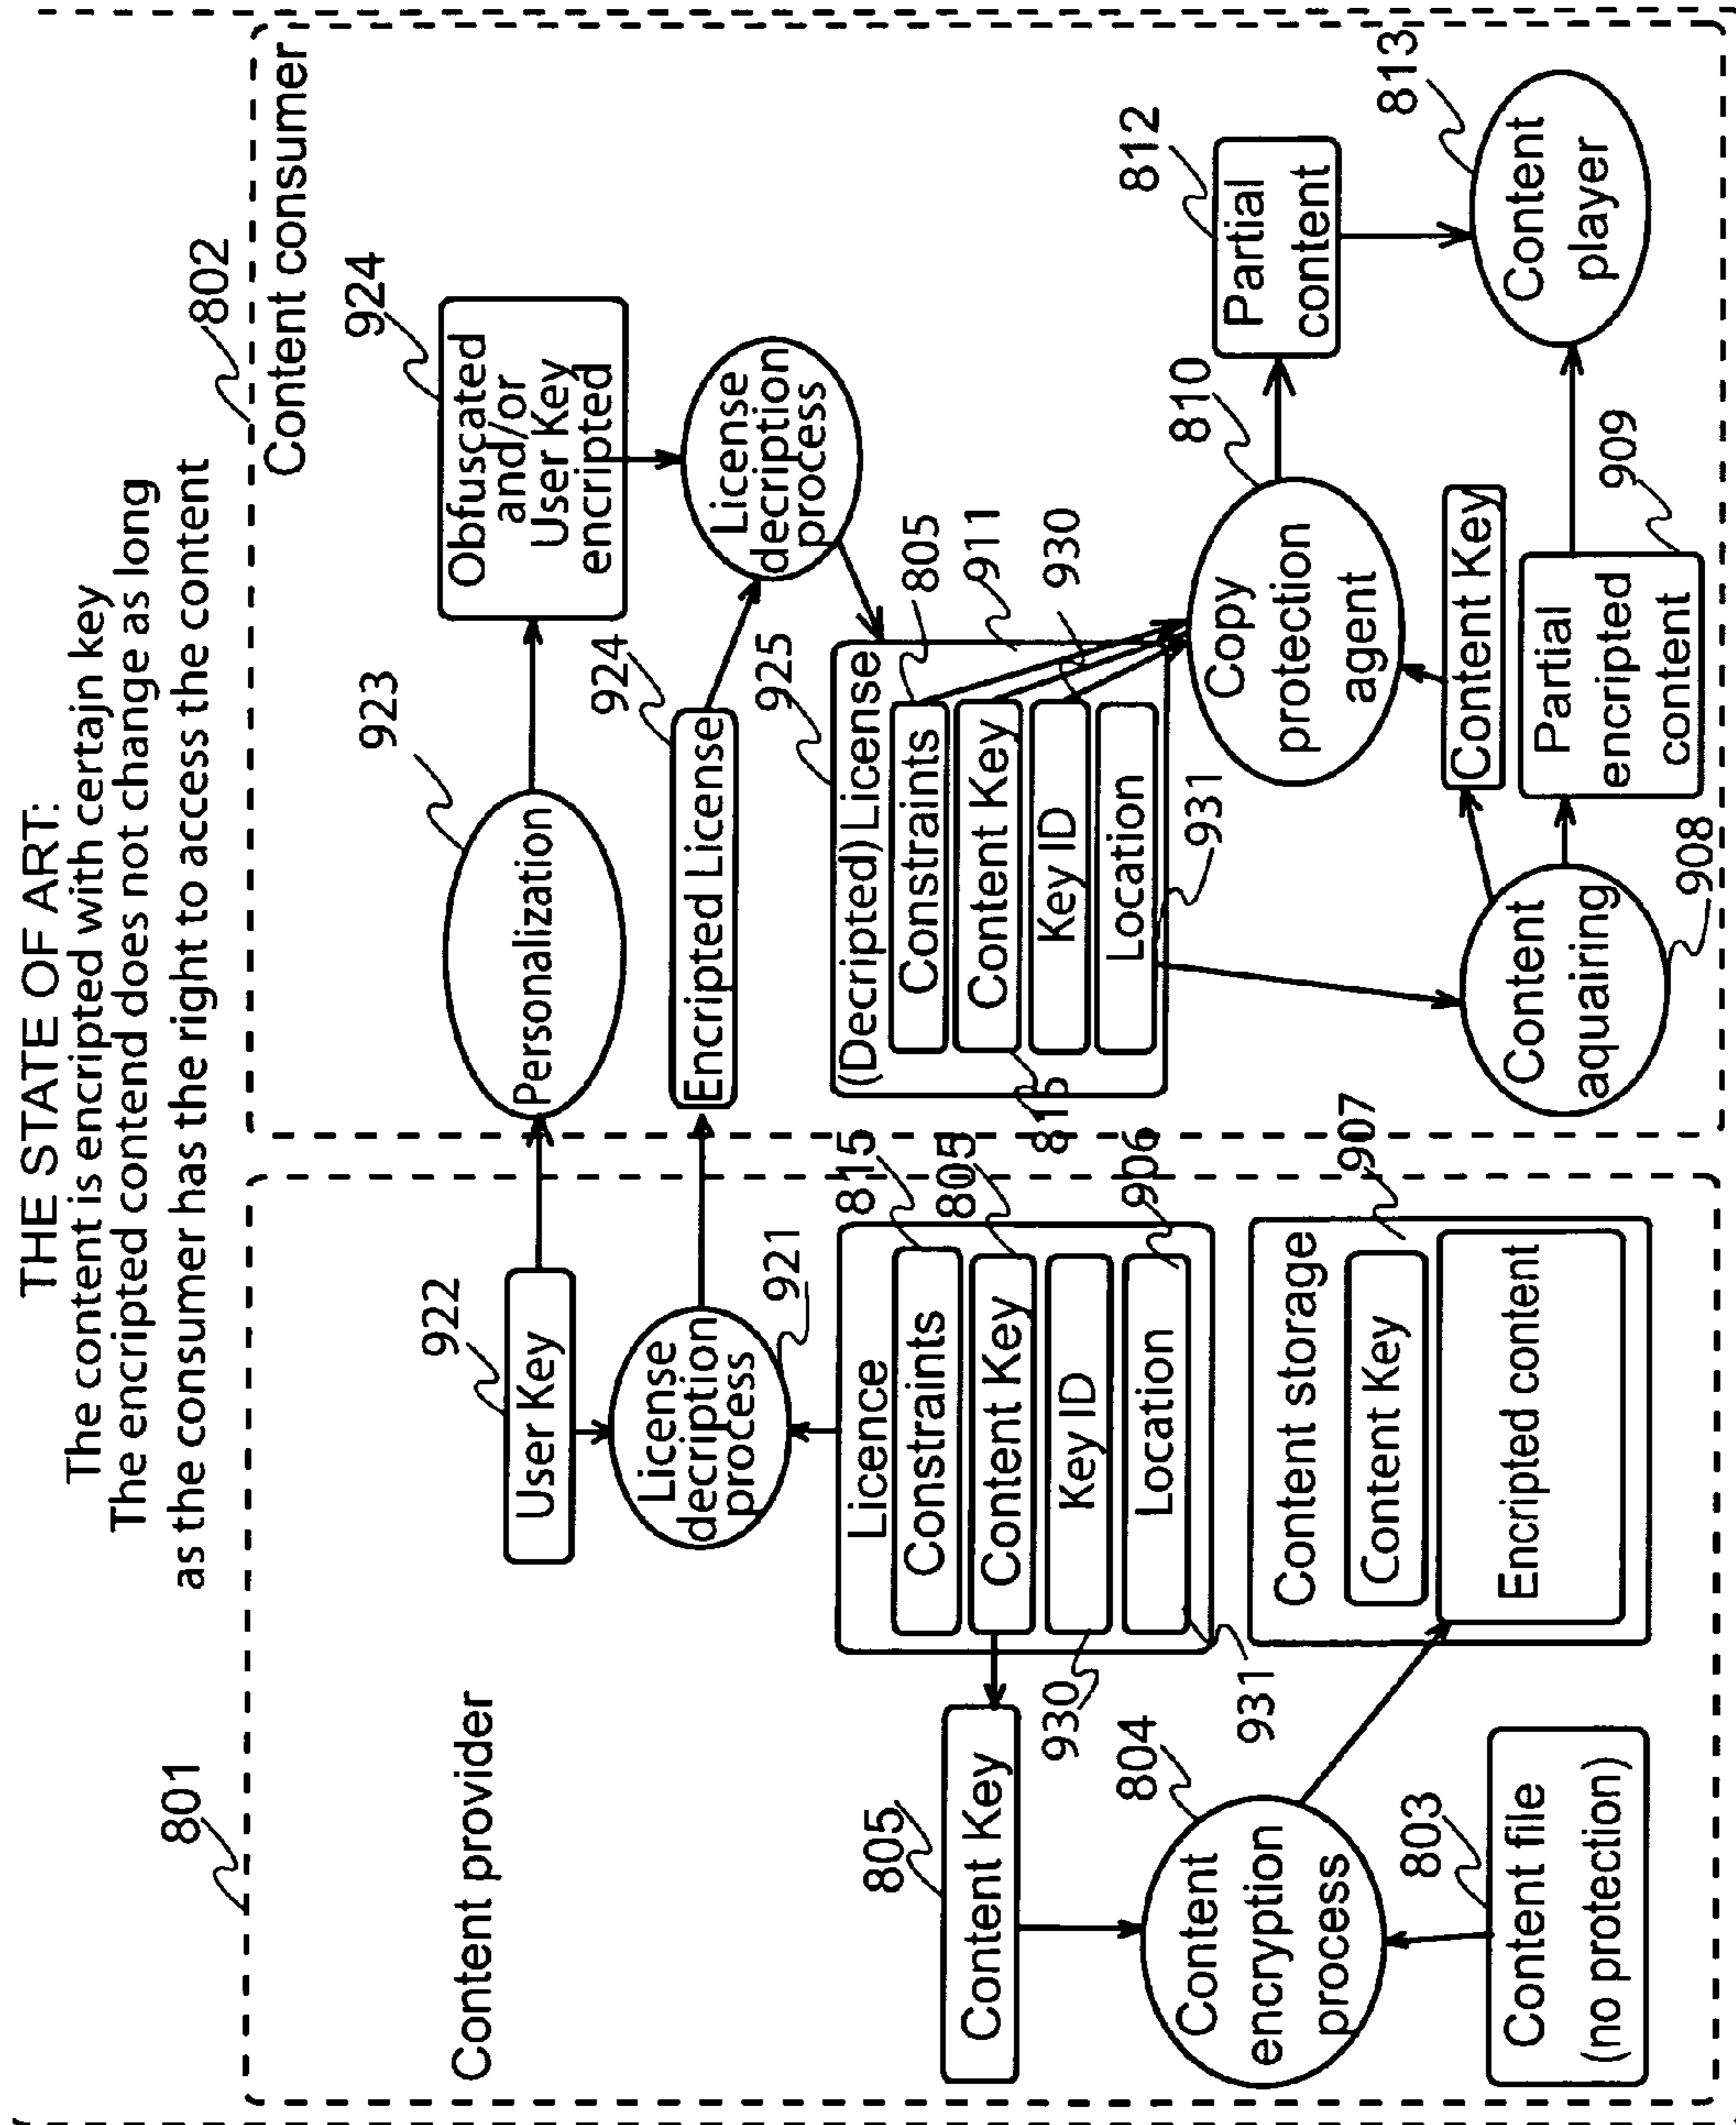 THE STATE OF ART:
The content is encripted with certajn key
The encripted contend does not change as long
as the consumer has the right to access the content
801
802
Content provider
Content consumer
922
User Key
923
Personalization
924
Obfuscated
and/or
User Key
encripted
License
decription
process
921
924
Encripted License
License
decription
process
Licence
815
Constraints
805
Content Key
Key ID
906
Location
930
931
925
(Decripted) License
Constraints
805
Content Key
911
Key ID
930
Location
931
815
805
Content Key
804
Content
encryption
process
803
Content file
(no protection)
Content storage
907
Content Key
Encripted content
Content
aquairing
908
Content Key
Partial
encripted
content
909
Copy
protection
agent
810
Partial
content
812
Content
player
813